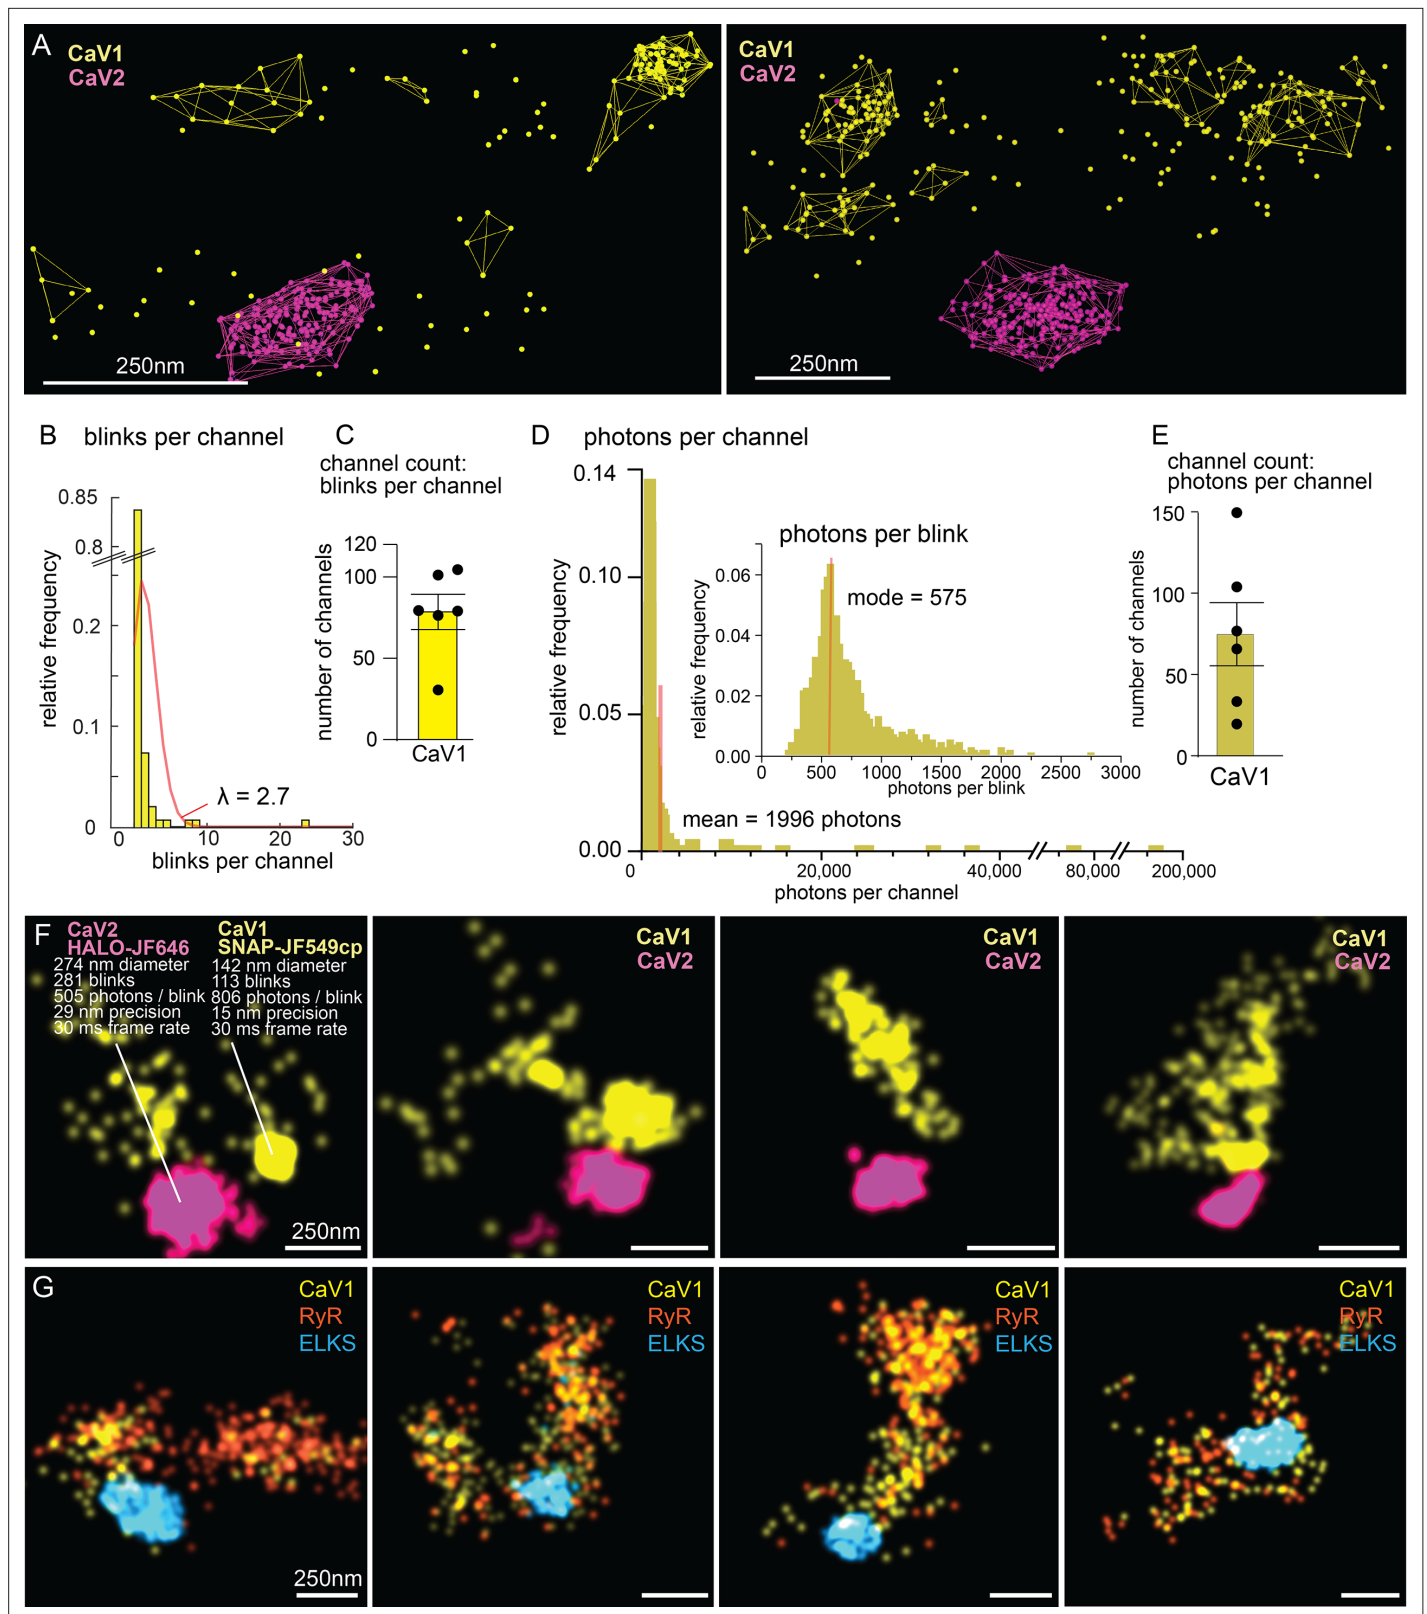 A
CaV1
CaV2
250nm
CaV1
CaV2
250nm
B blinks per channel
0.85
0.8
0.2
0.1
0
relative frequency
λ = 2.7
0 10 20 30
blinks per channel
C
channel count:
blinks per channel
120
100
50
0
number of channels
CaV1
D photons per channel
0.14
0.10
0.05
0.00
relative frequency
mean = 1996 photons
0 20,000 40,000 80,000 200,000
photons per channel
photons per blink
0.06
0.04
0.02
0.00
relative frequency
mode = 575
0 500 1000 1500 2000 2500 3000
photons per blink
E
channel count:
photons per channel
150
100
50
0
number of channels
CaV1
F
CaV2
HALO-JF646
274 nm diameter
281 blinks
505 photons / blink
29 nm precision
30 ms frame rate
CaV1
SNAP-JF549cp
142 nm diameter
113 blinks
806 photons / blink
15 nm precision
30 ms frame rate
250nm
CaV1
CaV2
CaV1
CaV2
CaV1
CaV2
G
CaV1
RyR
ELKS
250nm
CaV1
RyR
ELKS
CaV1
RyR
ELKS
CaV1
RyR
ELKS